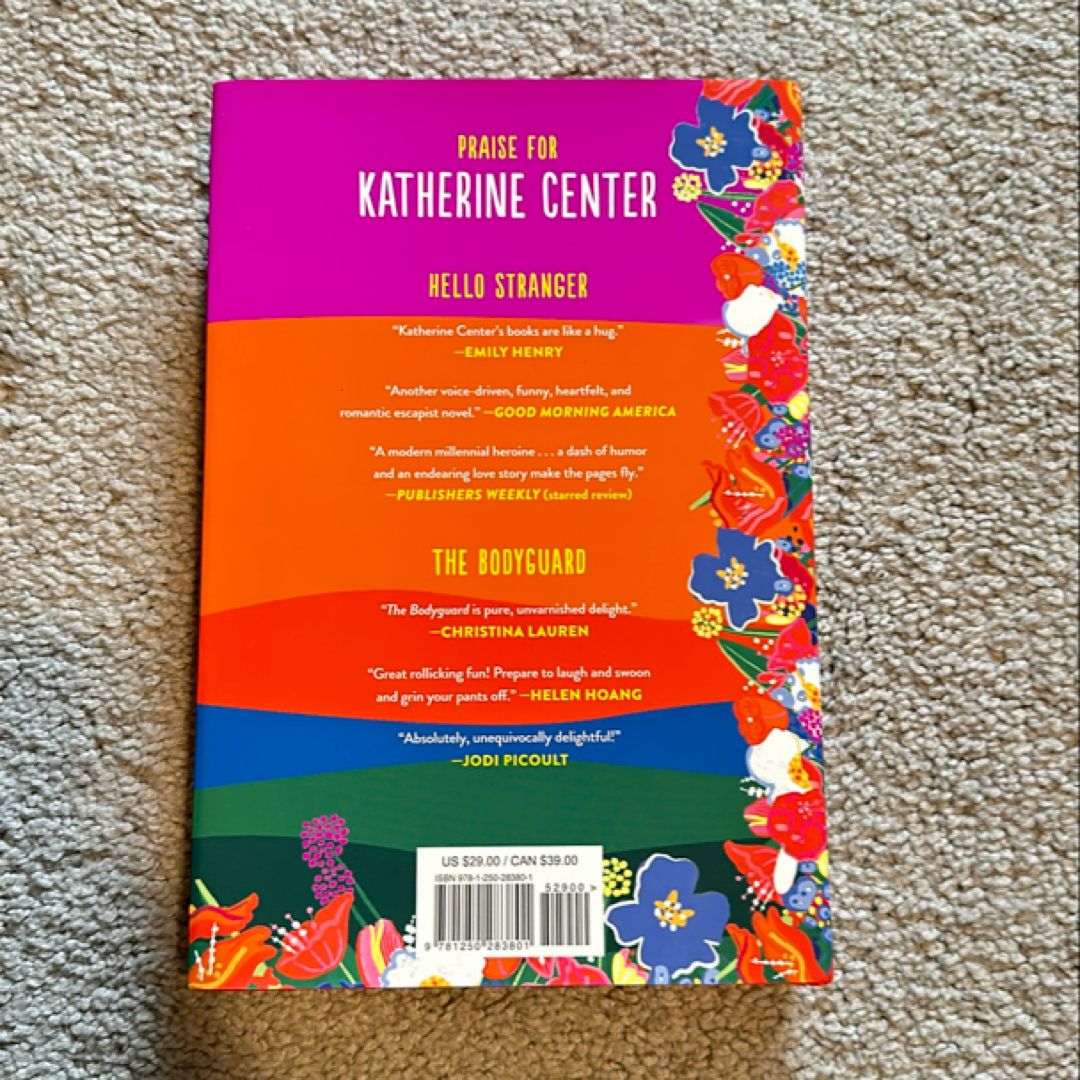 PRAISE FOR
KATHERINE CENTER
HELLO STRANGER
“Katherine Center’s books are like a hug.”
—EMILY HENRY
“Another voice-driven, funny, heartfelt, and
romantic escapist novel.” —GOOD MORNING AMERICA
“A modern millennial heroine . . . a dash of humor
and an endearing love story make the pages fly.”
—PUBLISHERS WEEKLY (starred review)
THE BODYGUARD
“The Bodyguard is pure, unvarnished delight.”
—CHRISTINA LAUREN
“Great rollicking fun! Prepare to laugh and swoon
and grin your pants off.” —HELEN HOANG
“Absolutely, unequivocally delightful!”
—JODI PICOULT
US $29.00 / CAN $39.00
ISBN 978-1-250-28380-1
52900 >
9 781250 283801